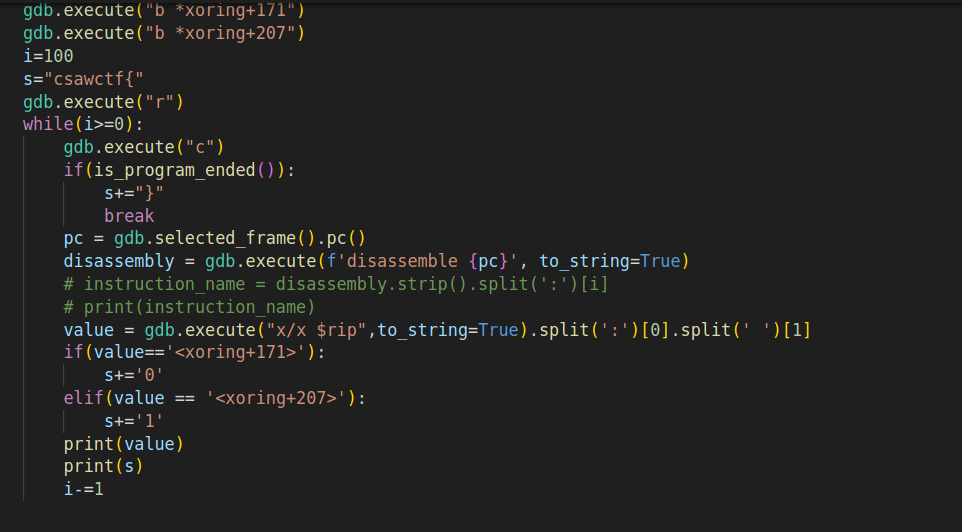 gdb.execute("b *xoring+171")
gdb.execute("b *xoring+207")
i=100
s="csawctf{"
gdb.execute("r")
while(i>=0):
    gdb.execute("c")
    if(is_program_ended()):
        s+="}"
        break
    pc = gdb.selected_frame().pc()
    disassembly = gdb.execute(f'disassemble {pc}', to_string=True)
    # instruction_name = disassembly.strip().split(':')[i]
    # print(instruction_name)
    value = gdb.execute("x/x $rip",to_string=True).split(':')[0].split(' ')[1]
    if(value=='<xoring+171>'):
        s+='0'
    elif(value == '<xoring+207>'):
        s+='1'
    print(value)
    print(s)
    i-=1